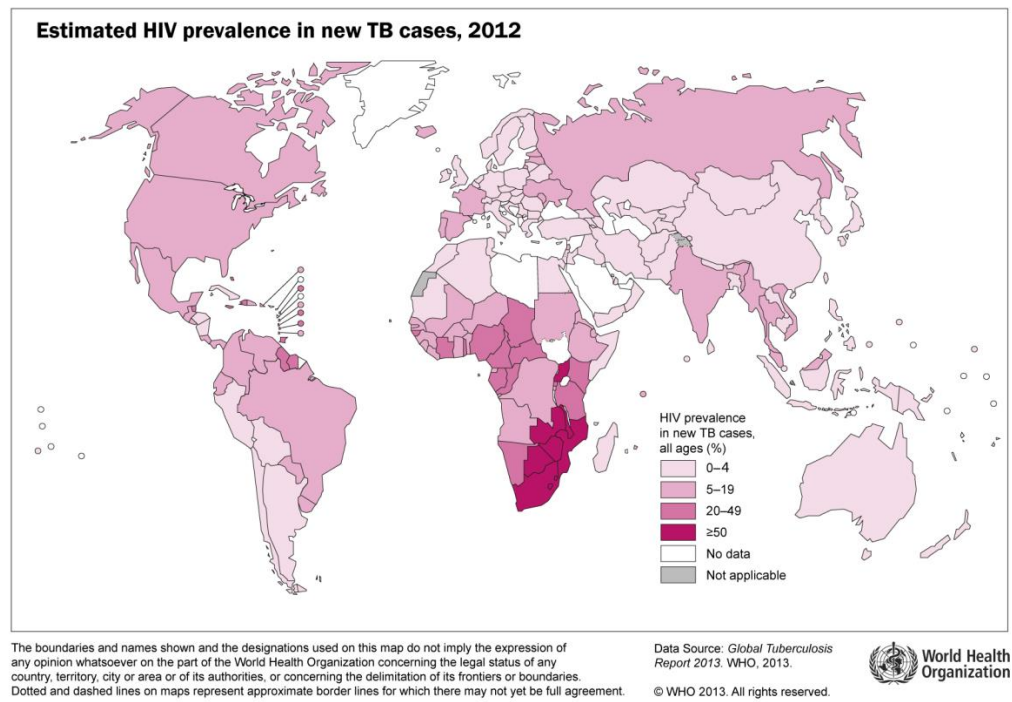 Estimated HIV prevalence in new TB cases, 2012
HIV prevalence
in new TB cases,
all ages (%)
0–4
5–19
20–49
≥50
No data
Not applicable
The boundaries and names shown and the designations used on this map do not imply the expression of
any opinion whatsoever on the part of the World Health Organization concerning the legal status of any
country, territory, city or area or of its authorities, or concerning the delimitation of its frontiers or boundaries.
Dotted and dashed lines on maps represent approximate border lines for which there may not yet be full agreement.
Data Source: Global Tuberculosis
Report 2013. WHO, 2013.
© WHO 2013. All rights reserved.
World Health
Organization